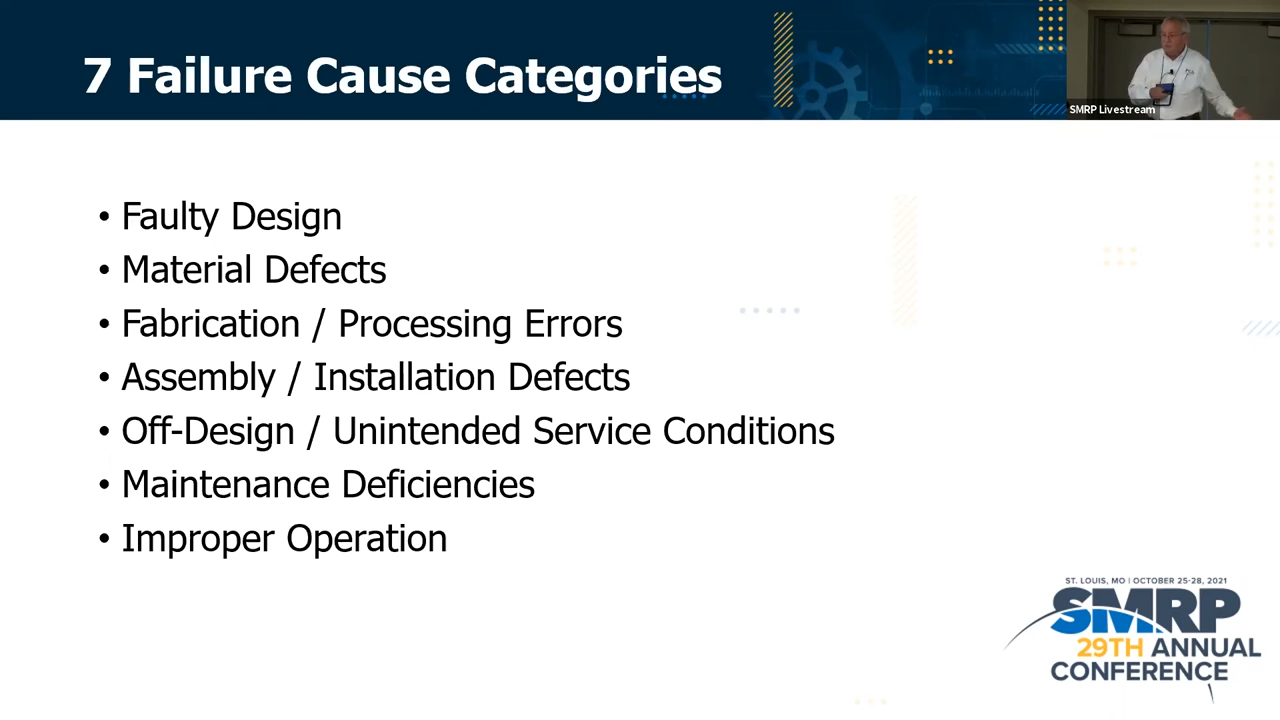 7 Failure Cause Categories
SMRP Livestream
• Faulty Design
• Material Defects
• Fabrication / Processing Errors
• Assembly / Installation Defects
• Off-Design / Unintended Service Conditions
• Maintenance Deficiencies
• Improper Operation
ST. LOUIS, MO | OCTOBER 25-28, 2021
SMRP
29TH ANNUAL
CONFERENCE